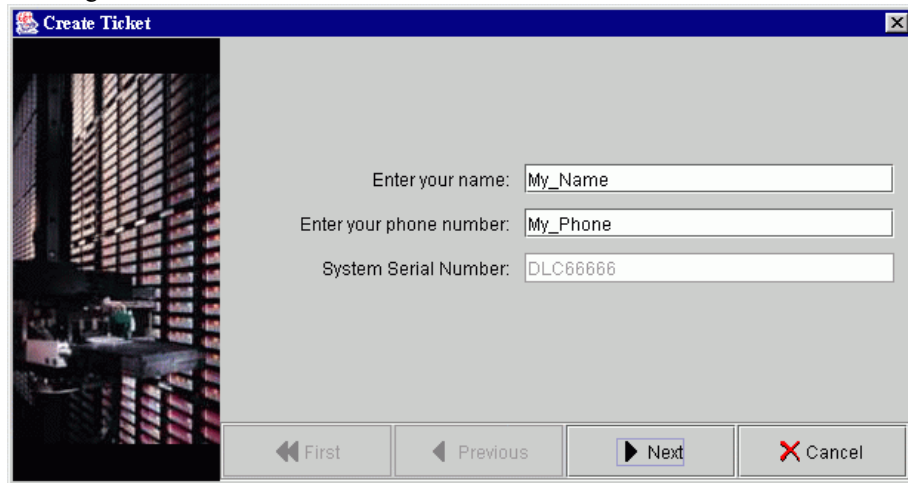 Create Ticket
Enter your name: My_Name
Enter your phone number: My_Phone
System Serial Number: DLC66666
First Previous Next Cancel